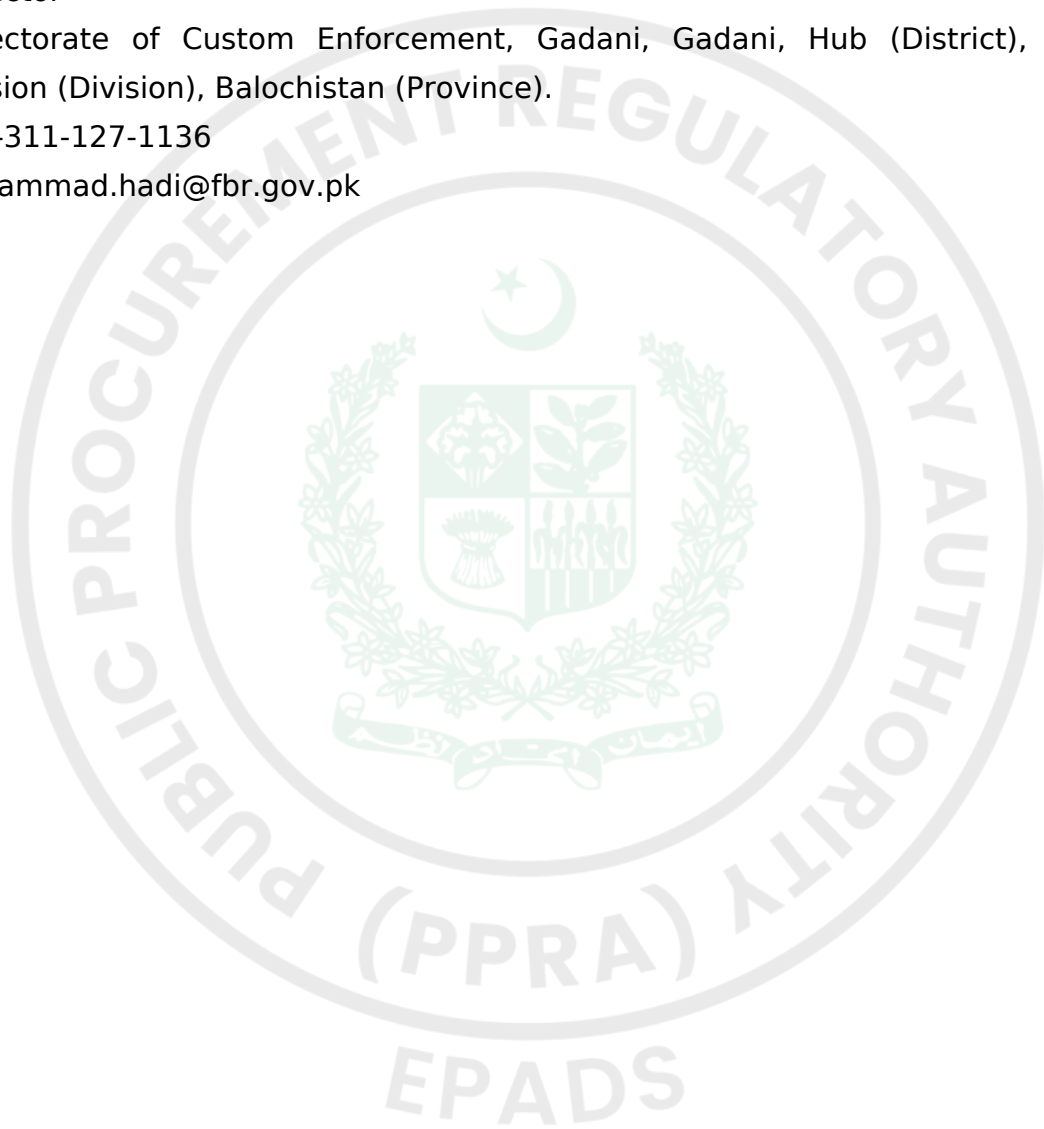 ectorate of Custom Enforcement, Gadani, Gadani, Hub (District),
sion (Division), Balochistan (Province).
-311-127-1136
ammad.hadi@fbr.gov.pk
PUBLIC PROCUREMENT REGULATORY AUTHORITY
(PPRA)
EPADS